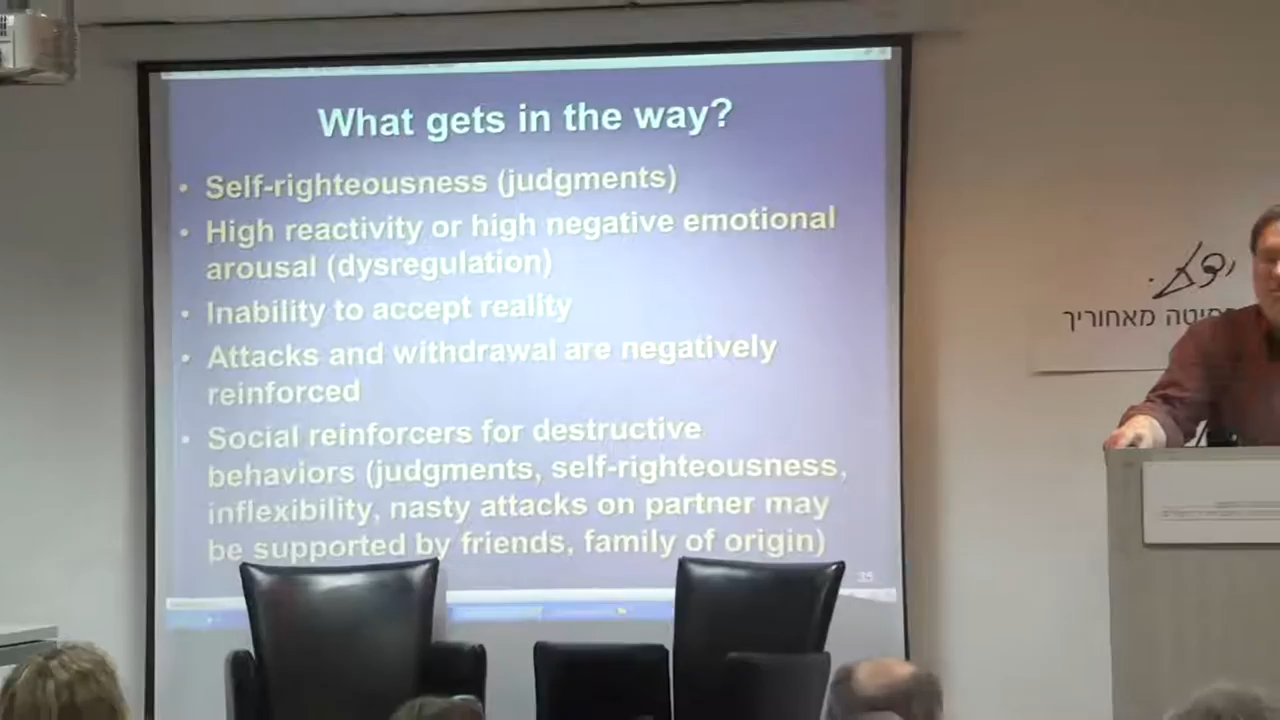 What gets in the way?
• Self-righteousness (judgments)
• High reactivity or high negative emotional
arousal (dysregulation)
• Inability to accept reality
• Attacks and withdrawal are negatively
reinforced
• Social reinforcers for destructive
behaviors (judgments, self-righteousness,
inflexibility, nasty attacks on partner may
be supported by friends, family of origin)
35
מאחוריך